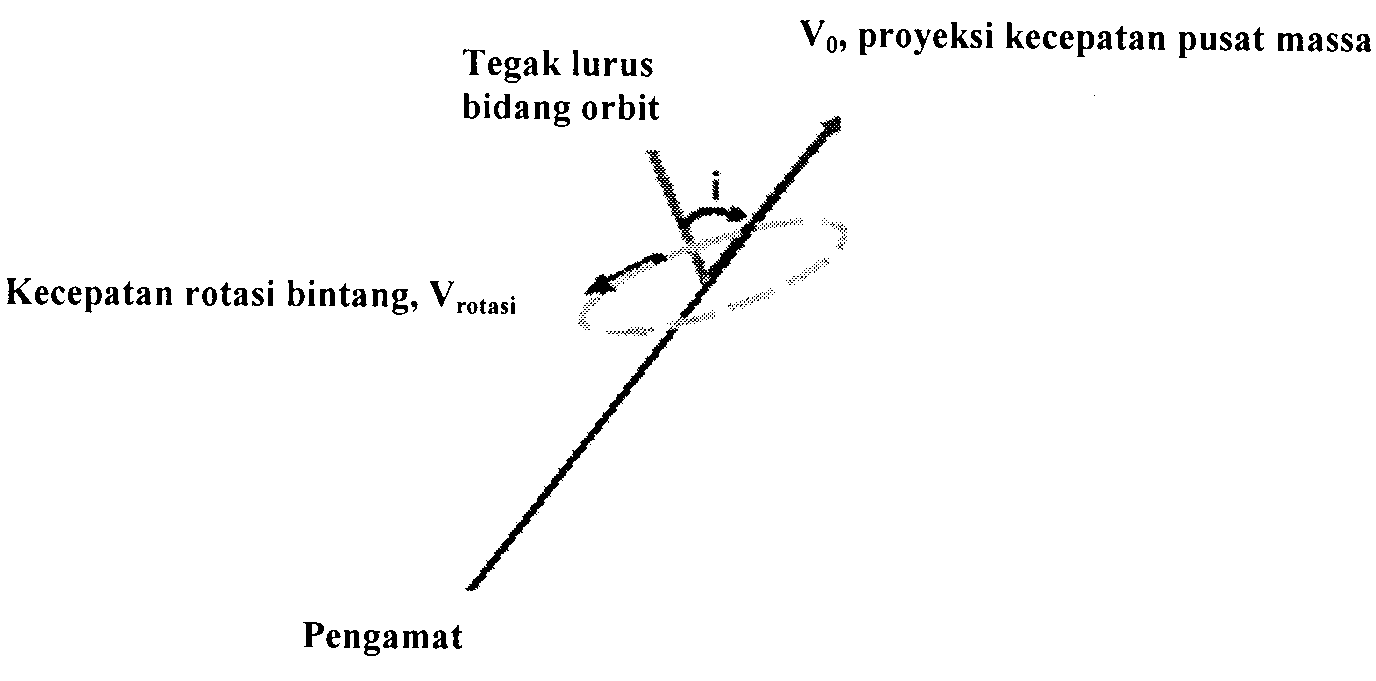 V₀, proyeksi kecepatan pusat massa
Tegak lurus
bidang orbit
i
Kecepatan rotasi bintang, Vrotasi
Pengamat